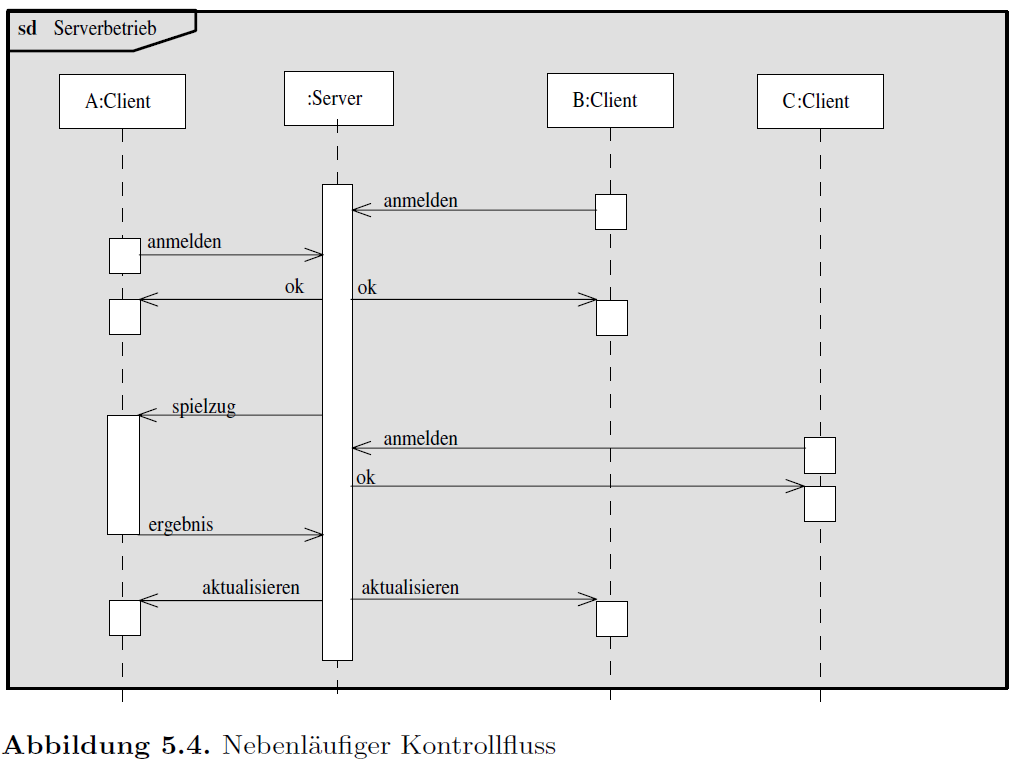 sd Serverbetrieb
A:Client
:Server
B:Client
C:Client
anmelden
anmelden
ok
ok
spielzug
anmelden
ok
ergebnis
aktualisieren
aktualisieren
Abbildung 5.4. Nebenläufiger Kontrollfluss